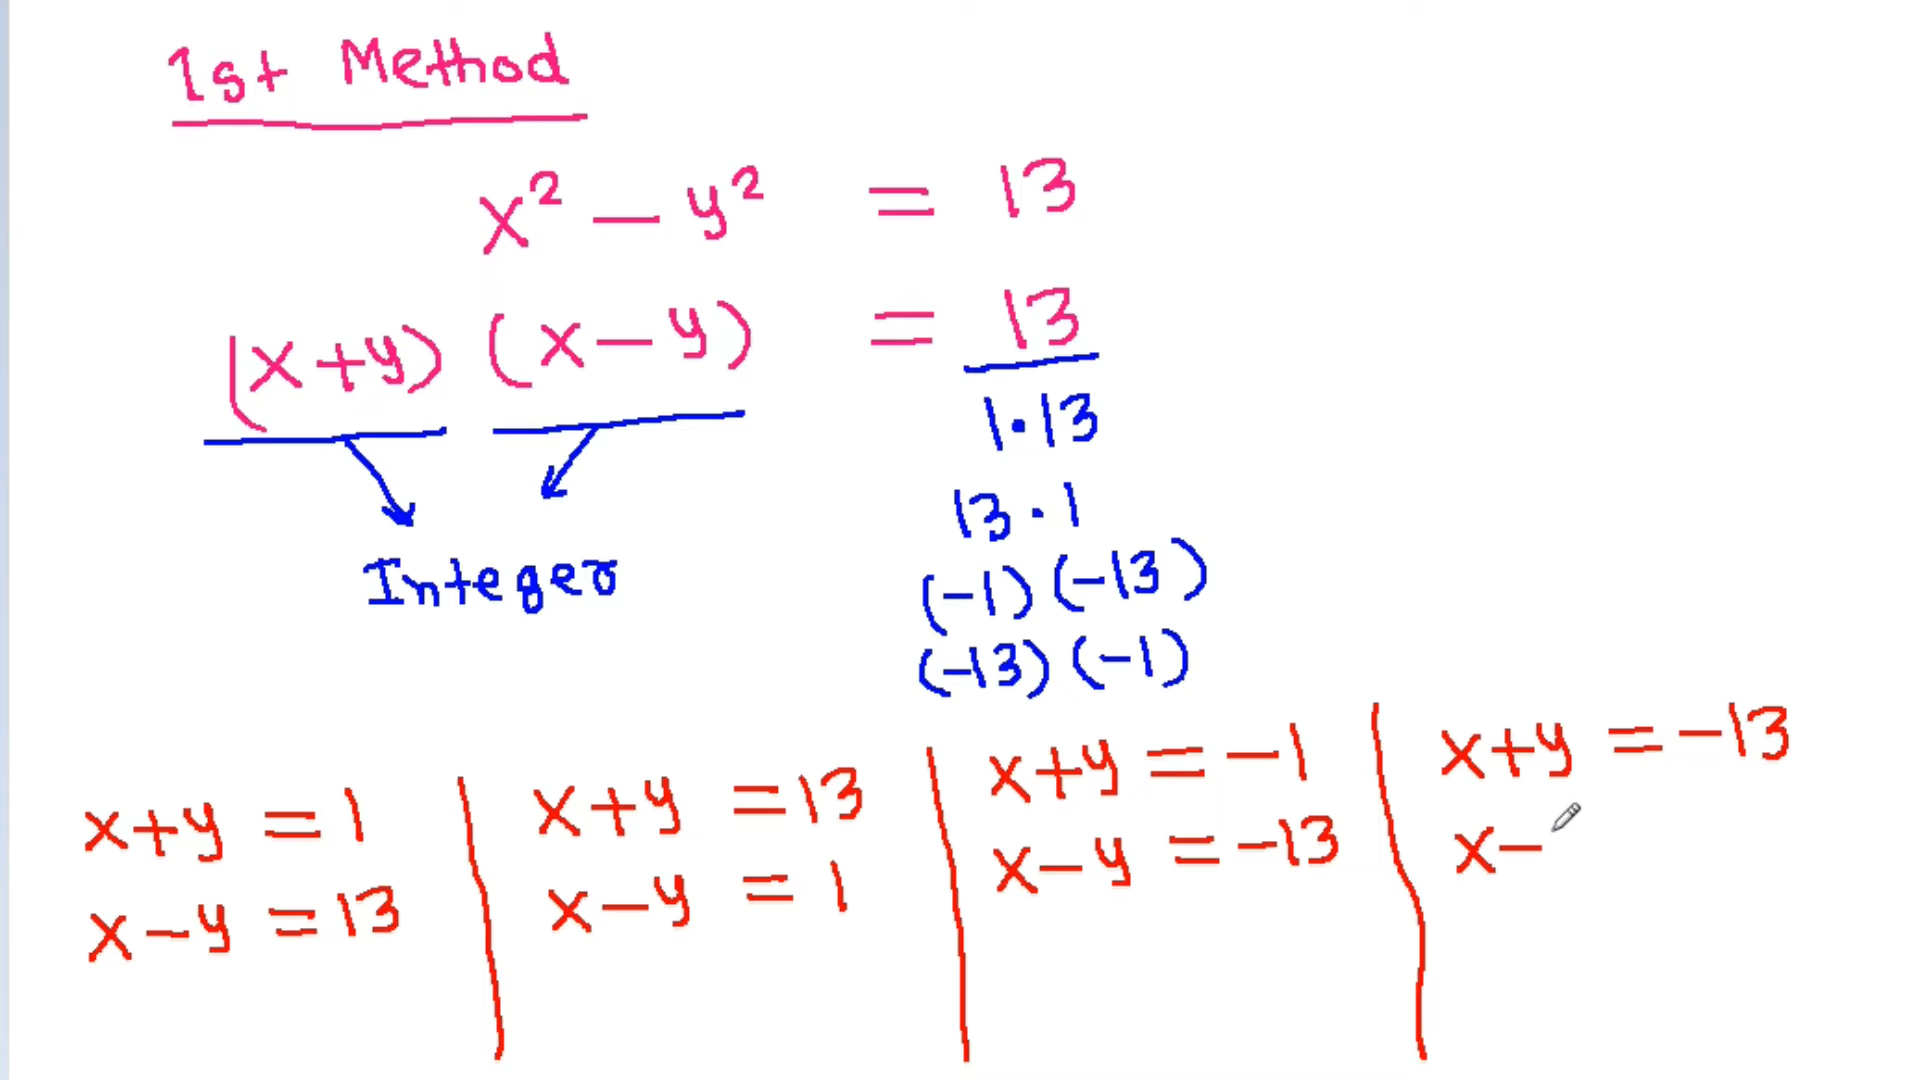 1st Method
x² - y² = 13
(x+y) (x-y) = 13
1·13
13·1
Integer
(-1)(-13)
(-13)(-1)
x+y = 1
x-y = 13
x+y = 13
x-y = 1
x+y = -1
x-y = -13
x+y = -13
x-